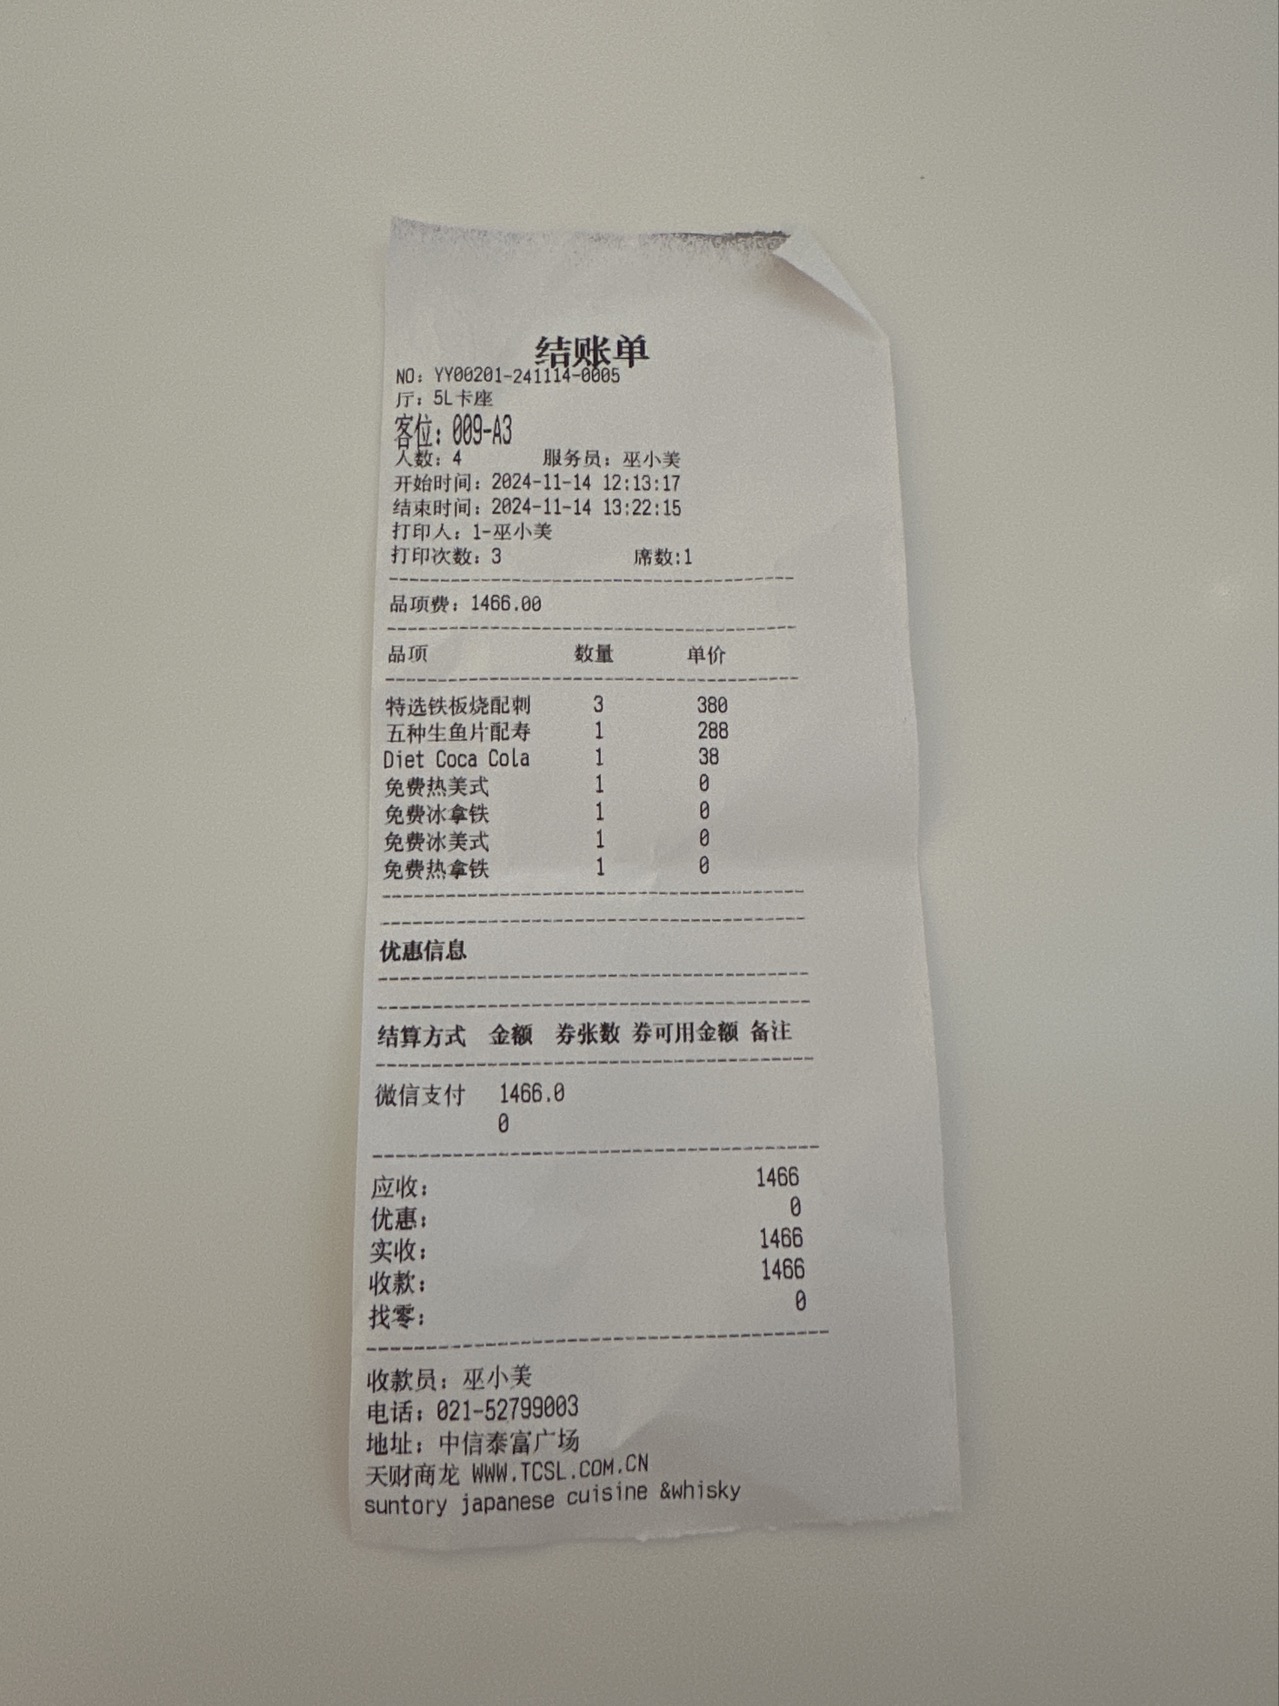 结账单
NO: YY00201-241114-0005
厅: 5L卡座
客位: 009-A3
人数: 4 服务员: 巫小美
开始时间: 2024-11-14 12:13:17
结束时间: 2024-11-14 13:22:15
打印人: 1-巫小美
打印次数: 3 席数:1
品项费: 1466.00
品项 数量 单价
特选铁板烧配刺 3 380
五种生鱼片配寿 1 288
Diet Coca Cola 1 38
免费热美式 1 0
免费冰拿铁 1 0
免费冰美式 1 0
免费热拿铁 1 0
优惠信息
结算方式 金额 券张数 券可用金额 备注
微信支付 1466.0
0
应收: 1466
优惠: 0
实收: 1466
收款: 1466
找零: 0
收款员: 巫小美
电话: 021-52799003
地址: 中信泰富广场
天财商龙 WWW.TCSL.COM.CN
suntory japanese cuisine &whisky